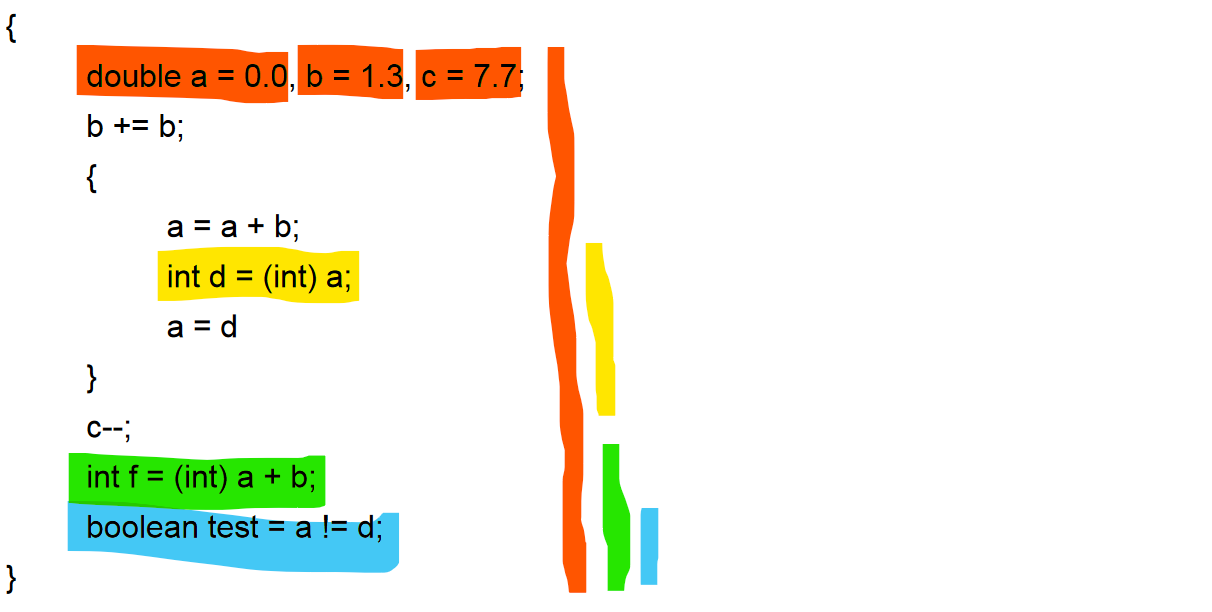 {
double a = 0.0, b = 1.3, c = 7.7;
b += b;
{
a = a + b;
int d = (int) a;
a = d
}
c--;
int f = (int) a + b;
boolean test = a != d;
}